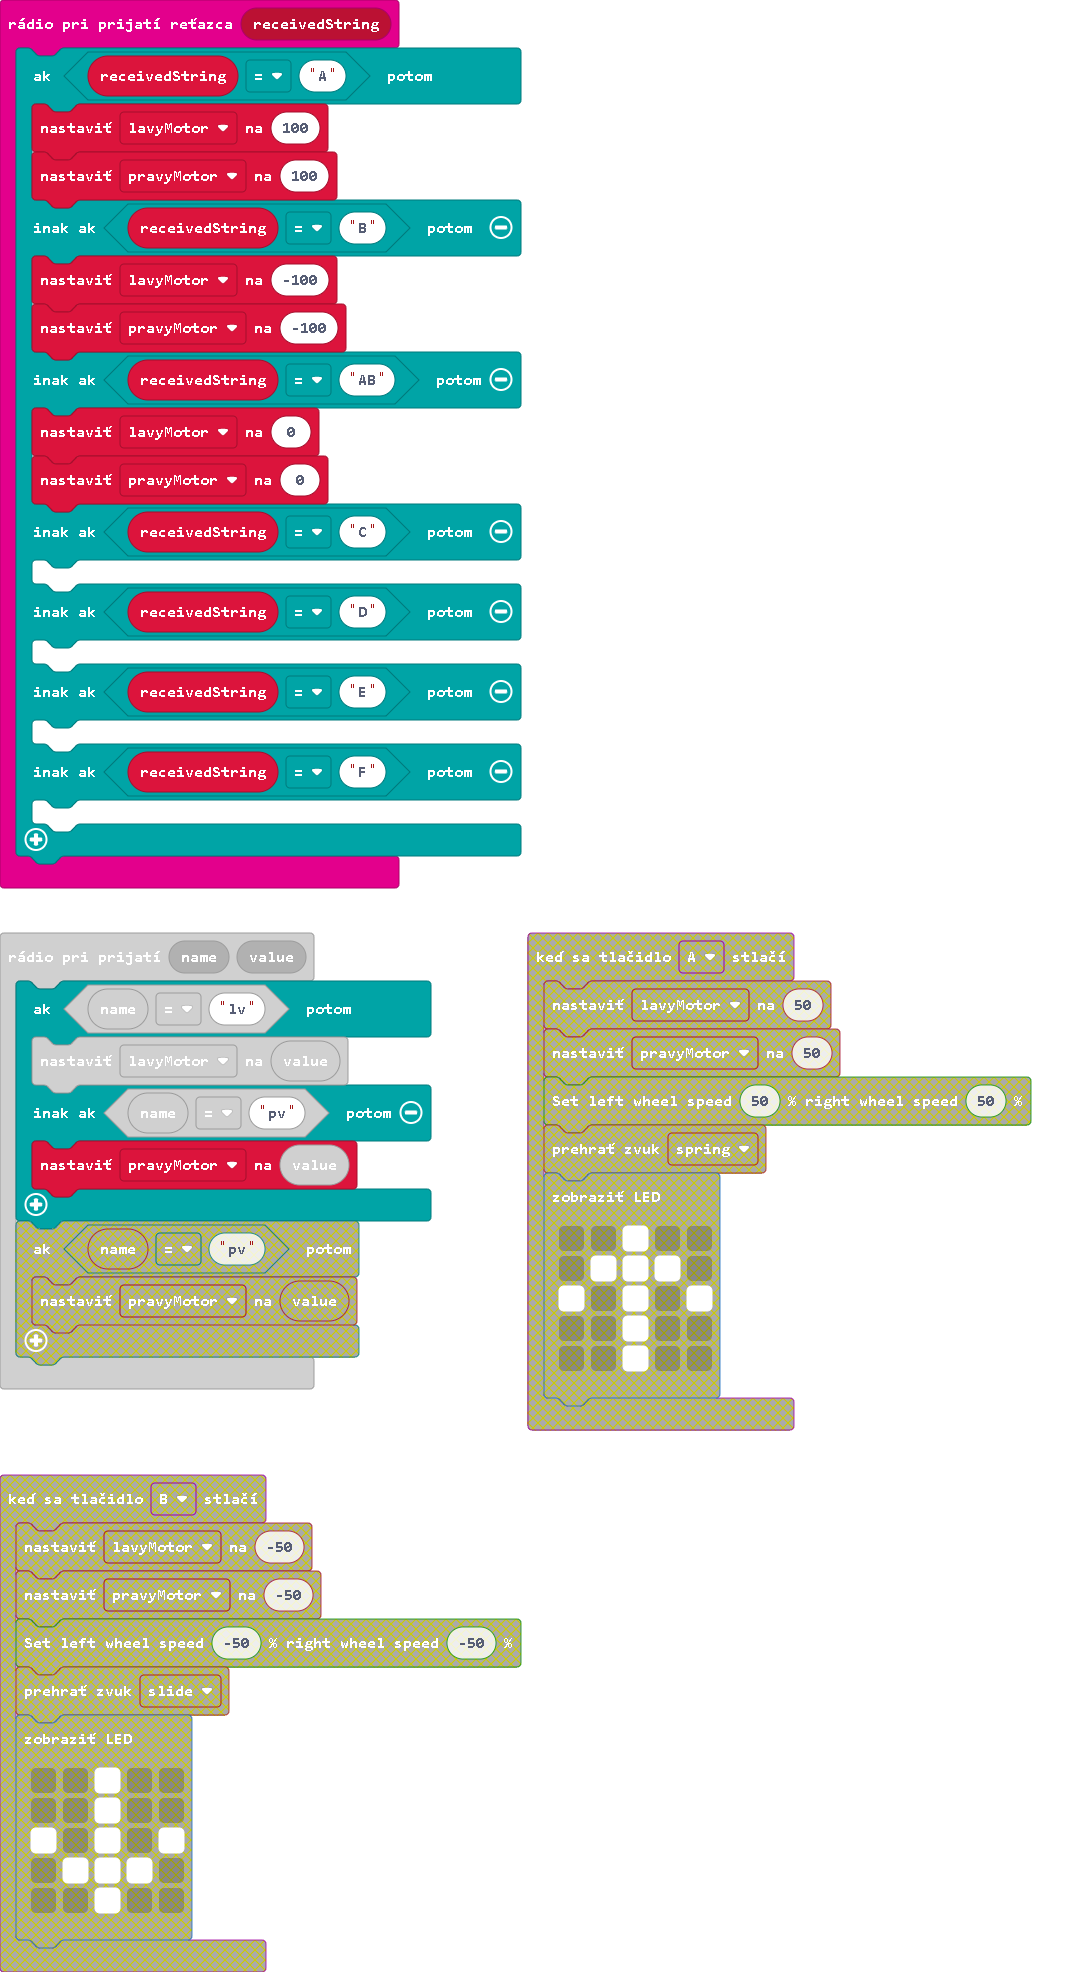 rádio pri prijatí reťazca receivedString
ak receivedString = "A" potom
nastaviť lavyMotor na 100
nastaviť pravyMotor na 100
inak ak receivedString = "B" potom
nastaviť lavyMotor na -100
nastaviť pravyMotor na -100
inak ak receivedString = "AB" potom
nastaviť lavyMotor na 0
nastaviť pravyMotor na 0
inak ak receivedString = "C" potom
inak ak receivedString = "D" potom
inak ak receivedString = "E" potom
inak ak receivedString = "F" potom
rádio pri prijatí name value
ak name = "lv" potom
nastaviť lavyMotor na value
inak ak name = "pv" potom
nastaviť pravyMotor na value
ak name = "pv" potom
nastaviť pravyMotor na value
keď sa tlačidlo A stlačí
nastaviť lavyMotor na 50
nastaviť pravyMotor na 50
Set left wheel speed 50 % right wheel speed 50 %
prehrať zvuk spring
zobraziť LED
keď sa tlačidlo B stlačí
nastaviť lavyMotor na -50
nastaviť pravyMotor na -50
Set left wheel speed -50 % right wheel speed -50 %
prehrať zvuk slide
zobraziť LED